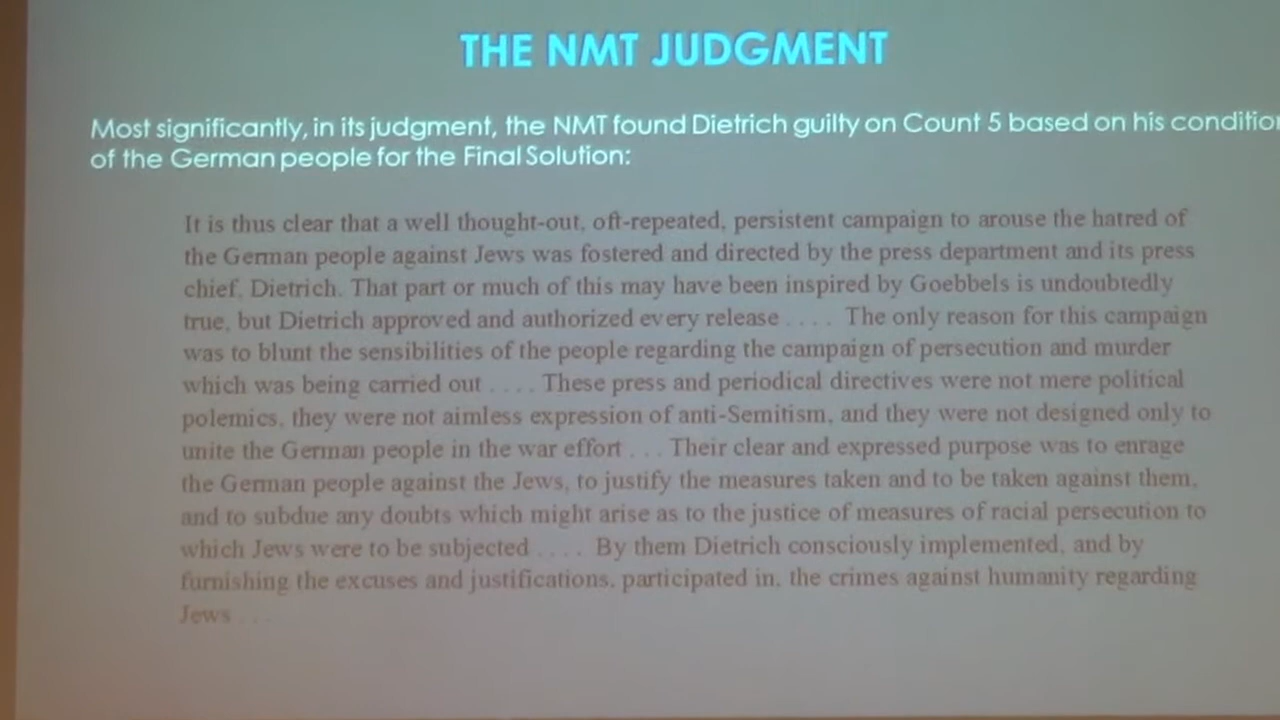 THE NMT JUDGMENT
Most significantly, in its judgment, the NMT found Dietrich guilty on Count 5 based on his condition
of the German people for the Final Solution:
It is thus clear that a well thought-out, oft-repeated, persistent campaign to arouse the hatred of
the German people against Jews was fostered and directed by the press department and its press
chief, Dietrich. That part or much of this may have been inspired by Goebbels is undoubtedly
true, but Dietrich approved and authorized every release . . . . The only reason for this campaign
was to blunt the sensibilities of the people regarding the campaign of persecution and murder
which was being carried out . . . . These press and periodical directives were not mere political
polemics, they were not aimless expression of anti-Semitism, and they were not designed only to
unite the German people in the war effort . . . Their clear and expressed purpose was to enrage
the German people against the Jews, to justify the measures taken and to be taken against them,
and to subdue any doubts which might arise as to the justice of measures of racial persecution to
which Jews were to be subjected . . . . By them Dietrich consciously implemented, and by
furnishing the excuses and justifications, participated in, the crimes against humanity regarding
Jews . . .